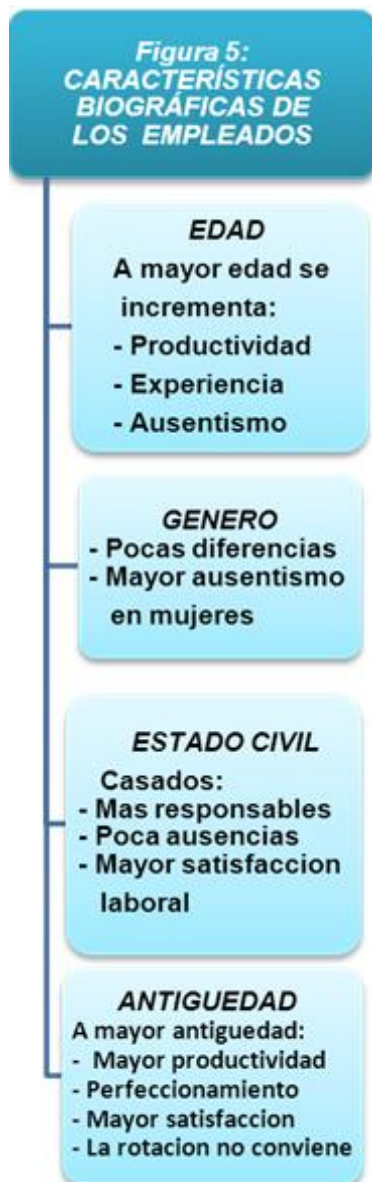 Figura 5:
CARACTERÍSTICAS
BIOGRÁFICAS DE
LOS EMPLEADOS
EDAD
A mayor edad se
incrementa:
- Productividad
- Experiencia
- Ausentismo
GENERO
- Pocas diferencias
- Mayor ausentismo
en mujeres
ESTADO CIVIL
Casados:
- Mas responsables
- Poca ausencias
- Mayor satisfaccion
laboral
ANTIGUEDAD
A mayor antiguedad:
- Mayor productividad
- Perfeccionamiento
- Mayor satisfaccion
- La rotacion no conviene